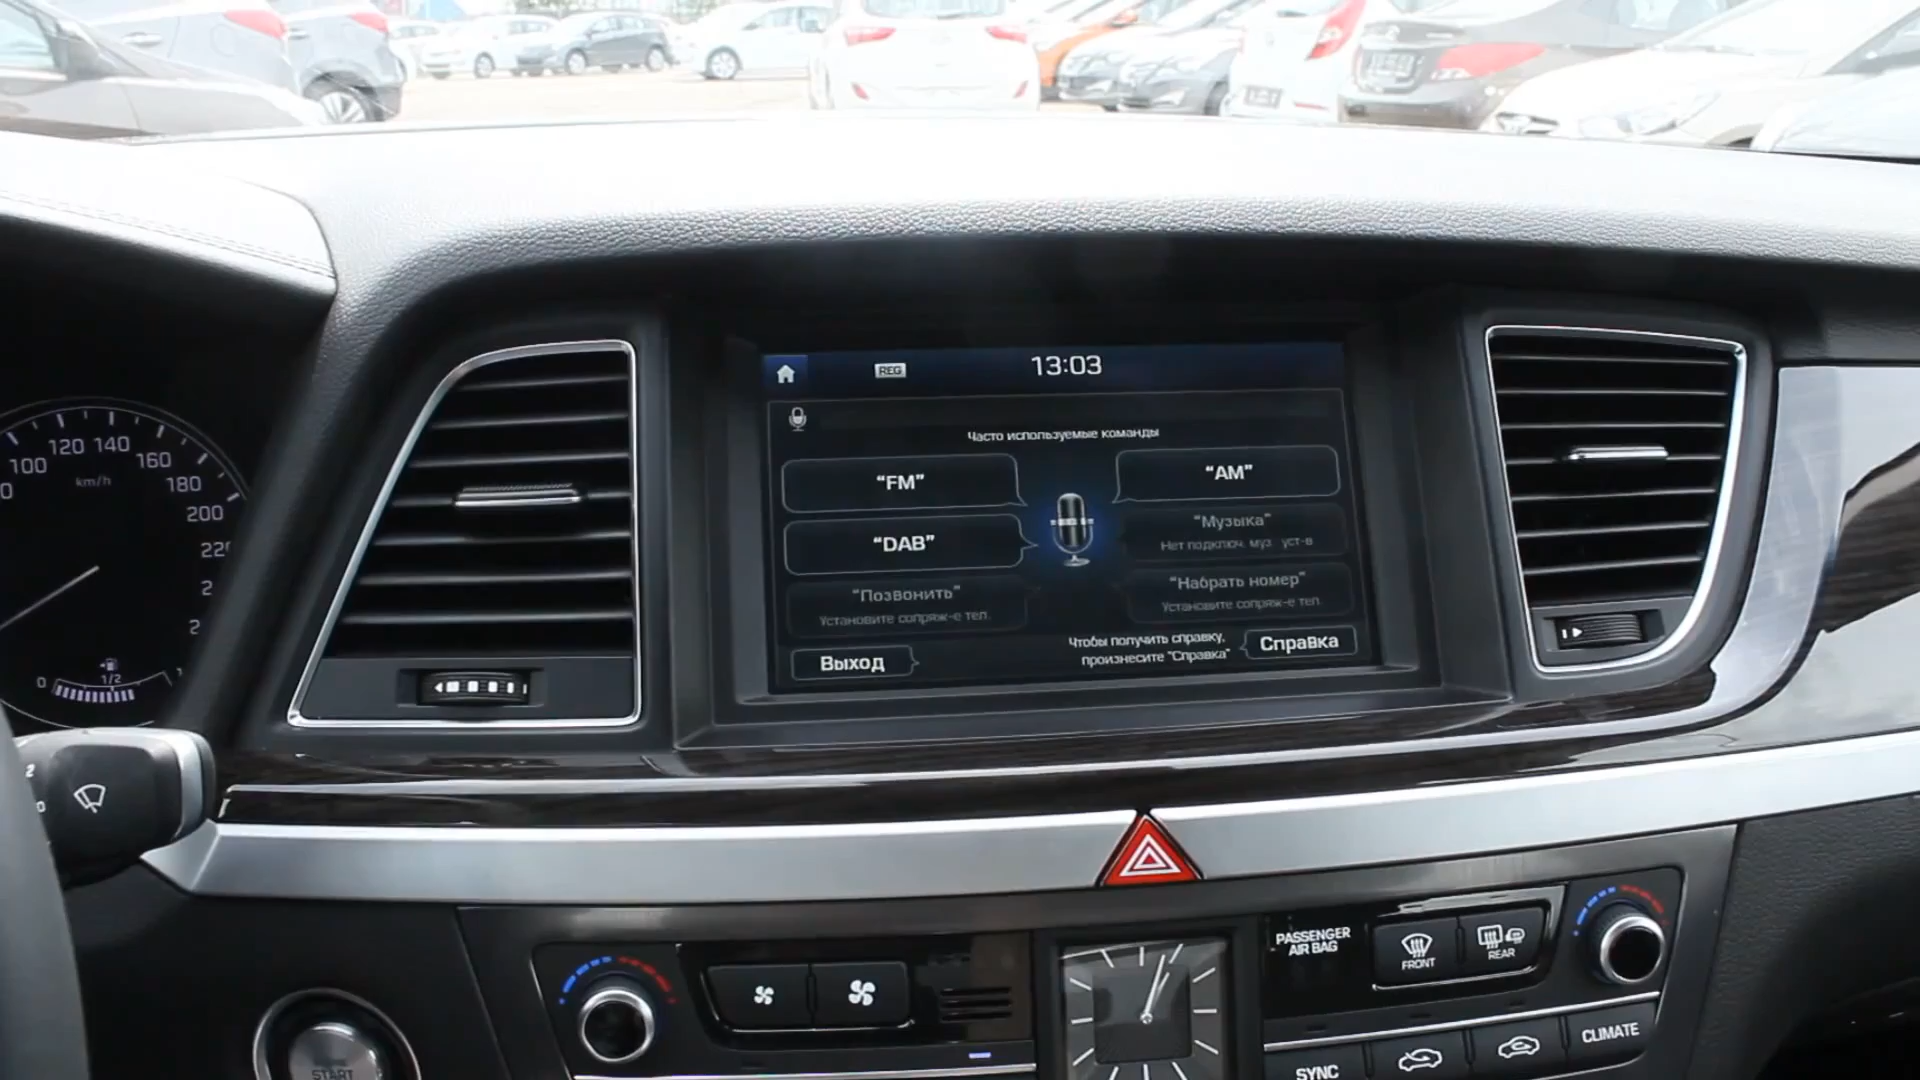 REG
13:03
Часто используемые команды
“FM”
“AM”
“DAB”
“Музыка”
Нет подключ. муз. уст-в
“Позвонить”
Установите сопряж-е тел.
“Набрать номер”
Установите сопряж-е тел.
Чтобы получить справку,
произнесите “Справка”
Справка
Выход
100
120
140
160
180
200
km/h
0
1/2
PASSENGER
AIR BAG
FRONT
REAR
SYNC
CLIMATE
START